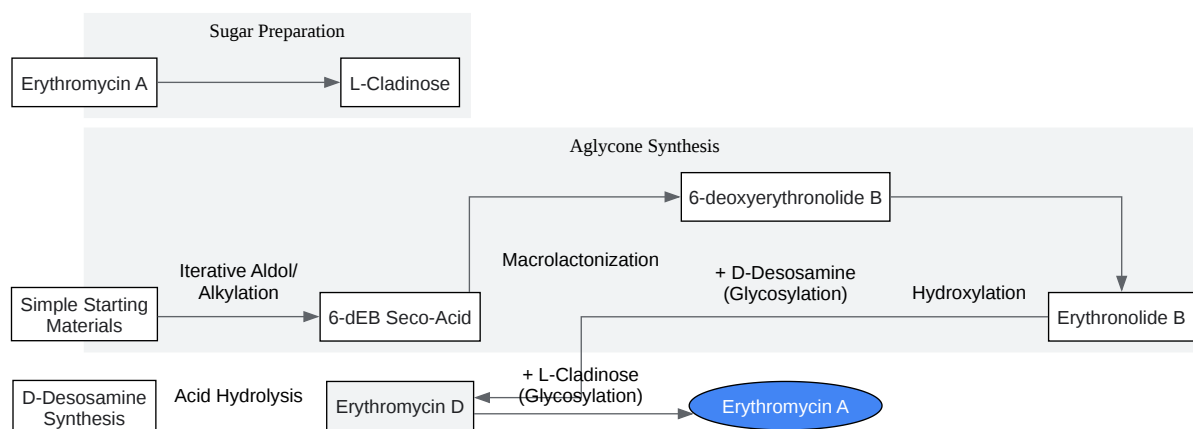 Sugar Preparation
Erythromycin A
L-Cladinose
Aglycone Synthesis
6-deoxyerythronolide B
Macrolactonization
Iterative Aldol/
Alkylation
+ D-Desosamine
(Glycosylation)
Hydroxylation
Simple Starting
Materials
6-dEB Seco-Acid
Erythronolide B
D-Desosamine
Synthesis
Acid Hydrolysis
Erythromycin D
+ L-Cladinose
(Glycosylation)
Erythromycin A